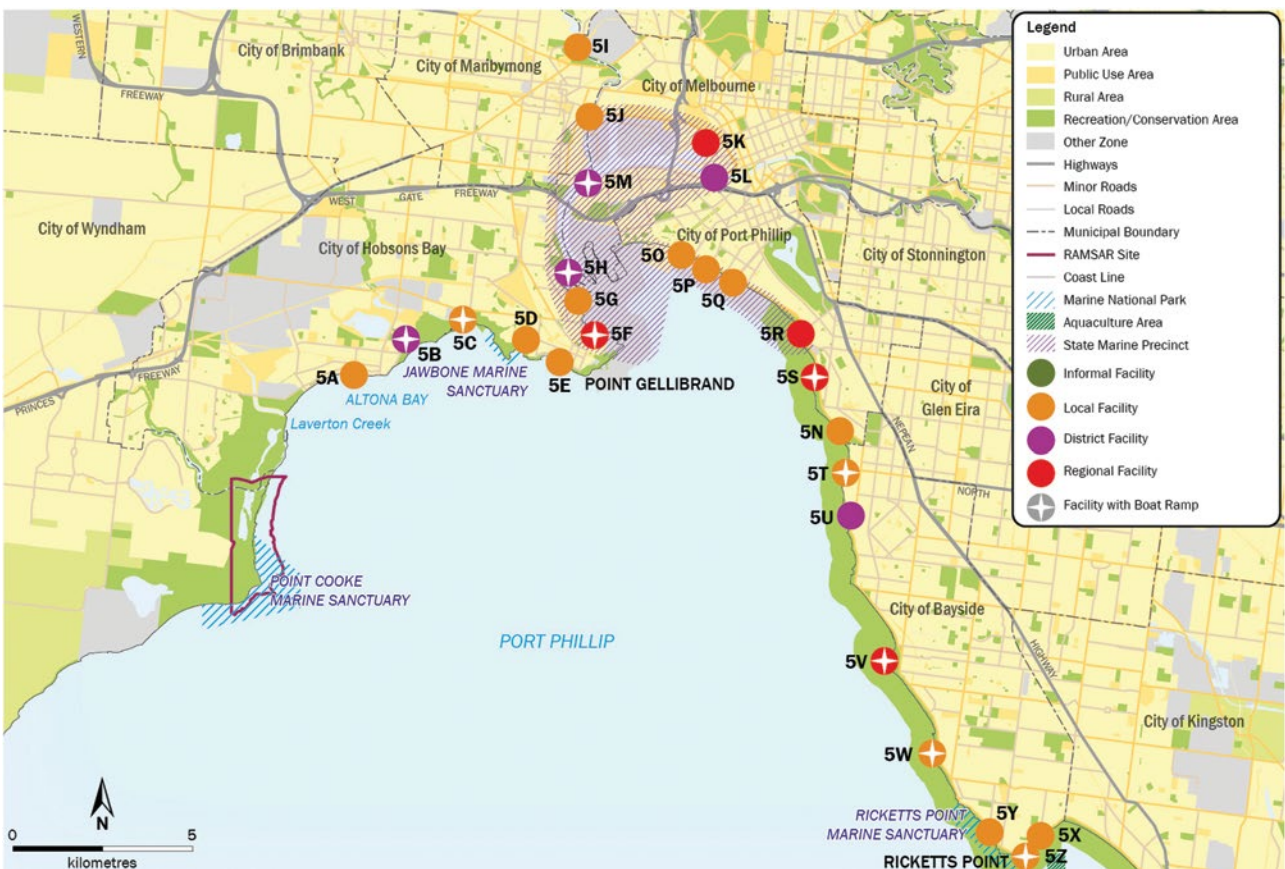 WESTERN
City of Brimbank
City of Maribyrnong
5I
City of Melbourne
FREEWAY
5J
5K
5L
5M
WEST
GATE
FREEWAY
City of Wyndham
City of Hobsons Bay
5O
City of Port Phillip
City of Stonnington
5H
5P
5G
5Q
5D
5F
5R
5C
5B
JAWBONE MARINE
SANCTUARY
5E
POINT GELLIBRAND
5S
5A
FREEWAY
PRINCES
ALTONA BAY
Laverton Creek
City of
Glen Eira
NEPEAN
5N
5T
NORTH
5U
POINT COOKE
MARINE SANCTUARY
City of Bayside
PORT PHILLIP
HIGHWAY
5V
City of Kingston
5W
RICKETTS POINT
MARINE SANCTUARY
5Y
5X
RICKETTS POINT
5Z
N
0
5
kilometres
Legend
Urban Area
Public Use Area
Rural Area
Recreation/Conservation Area
Other Zone
Highways
Minor Roads
Local Roads
Municipal Boundary
RAMSAR Site
Coast Line
Marine National Park
Aquaculture Area
State Marine Precinct
Informal Facility
Local Facility
District Facility
Regional Facility
Facility with Boat Ramp